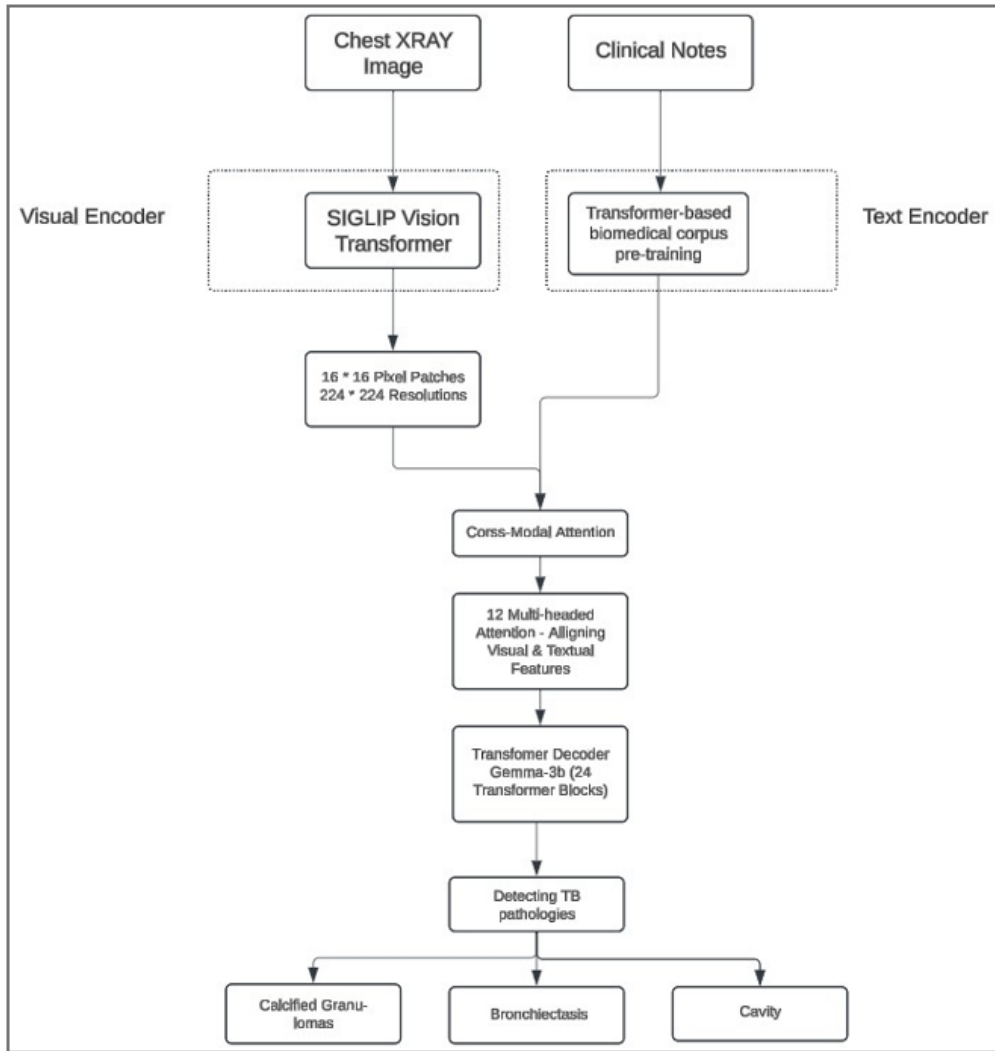 Chest XRAY
Image
Clinical Notes
Visual Encoder
SIGLIP Vision
Transformer
Transformer-based
biomedical corpus
pre-training
Text Encoder
16 * 16 Pixel Patches
224 * 224 Resolutions
Corss-Modal Attention
12 Multi-headed
Attention - Alligning
Visual & Textual
Features
Transfomer Decoder
Gemma-3b (24
Transformer Blocks)
Detecting TB
pathologies
Calcified Granu-
lomas
Bronchiectasis
Cavity